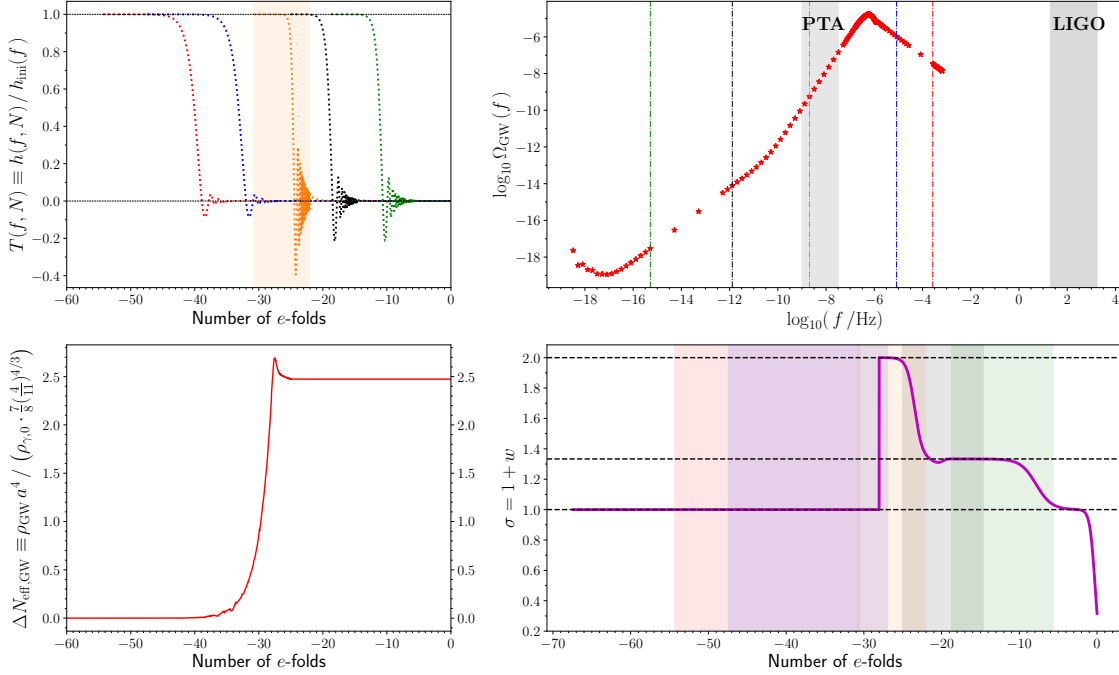 T(f, N) ≡ h(f, N) / h_ini(f)
1.0
0.8
0.6
0.4
0.2
0.0
−0.2
−0.4
−60 −50 −40 −30 −20 −10 0
Number of e-folds
log₁₀ Ω_GW(f)
PTA LIGO
−6
−8
−10
−12
−14
−16
−18
−18 −16 −14 −12 −10 −8 −6 −4 −2 0 2 4
log₁₀(f /Hz)
ΔN_eff,GW ≡ ρ_GW a⁴ / (ρ_γ,0 · 7/8 (4/11)^4/3)
2.5 2.5
2.0 2.0
1.5 1.5
1.0 1.0
0.5 0.5
0.0 0.0
−60 −50 −40 −30 −20 −10 0
Number of e-folds
σ = 1 + w
2.0
1.8
1.6
1.4
1.2
1.0
0.8
0.6
0.4
0.2
−70 −60 −50 −40 −30 −20 −10 0
Number of e-folds